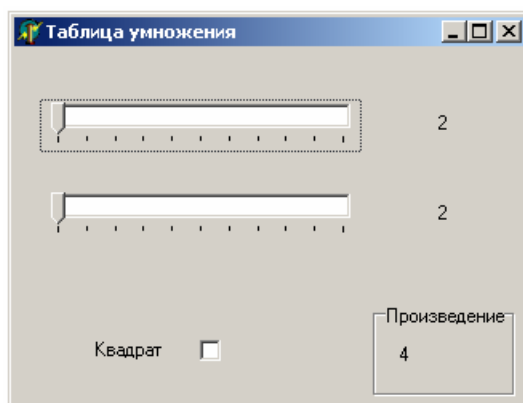 Таблица умножения
2
2
Произведение
Квадрат
4